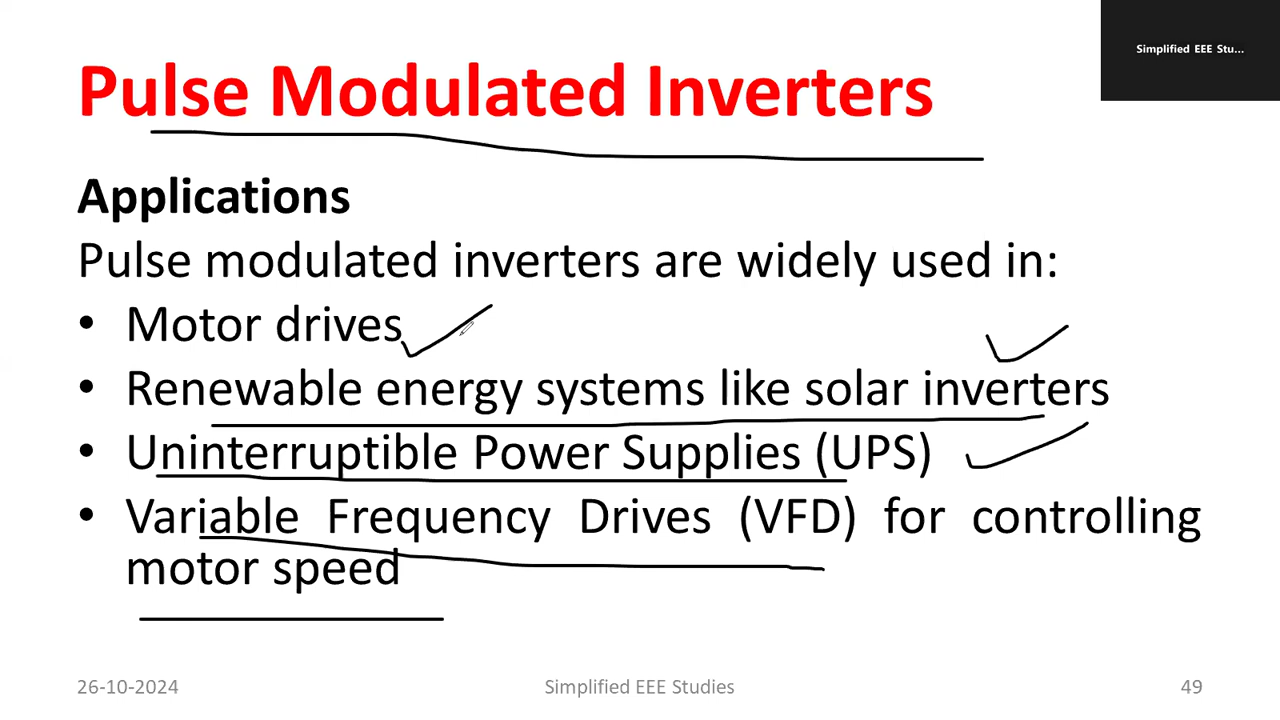 Simplified EEE Stu...
Pulse Modulated Inverters
Applications
Pulse modulated inverters are widely used in:
• Motor drives
• Renewable energy systems like solar inverters
• Uninterruptible Power Supplies (UPS)
• Variable Frequency Drives (VFD) for controlling
motor speed
26-10-2024 Simplified EEE Studies 49